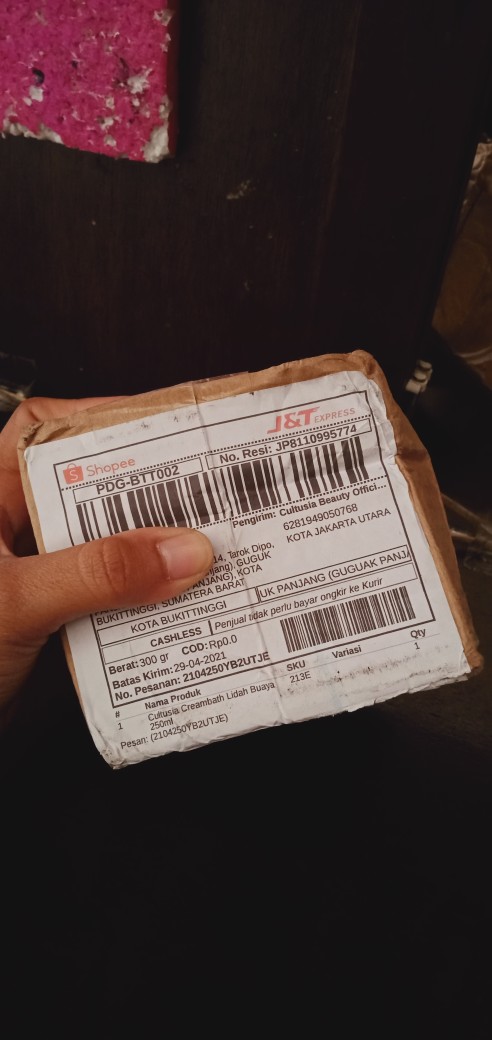 Shopee
J&T EXPRESS
PDG-BTT002
No. Resi: JP8110995774
Pengirim: Cultusia Beauty Offici...
6281949050768
KOTA JAKARTA UTARA
14, Tarok Dipo,
GUGUK
PANJANG), KOTA
BUKITTINGGI, SUMATERA BARAT
KOTA BUKITTINGGI
UK PANJANG (GUGUAK PANJ
CASHLESS
Penjual tidak perlu bayar ongkir ke Kurir
Berat: 300 gr
COD: Rp0.0
Batas Kirim: 29-04-2021
No. Pesanan: 2104250YB2UTJE
# Nama Produk SKU Variasi Qty
1 Cultusia Creambath Lidah Buaya 213E 1
250ml
Pesan: (2104250YB2UTJE)